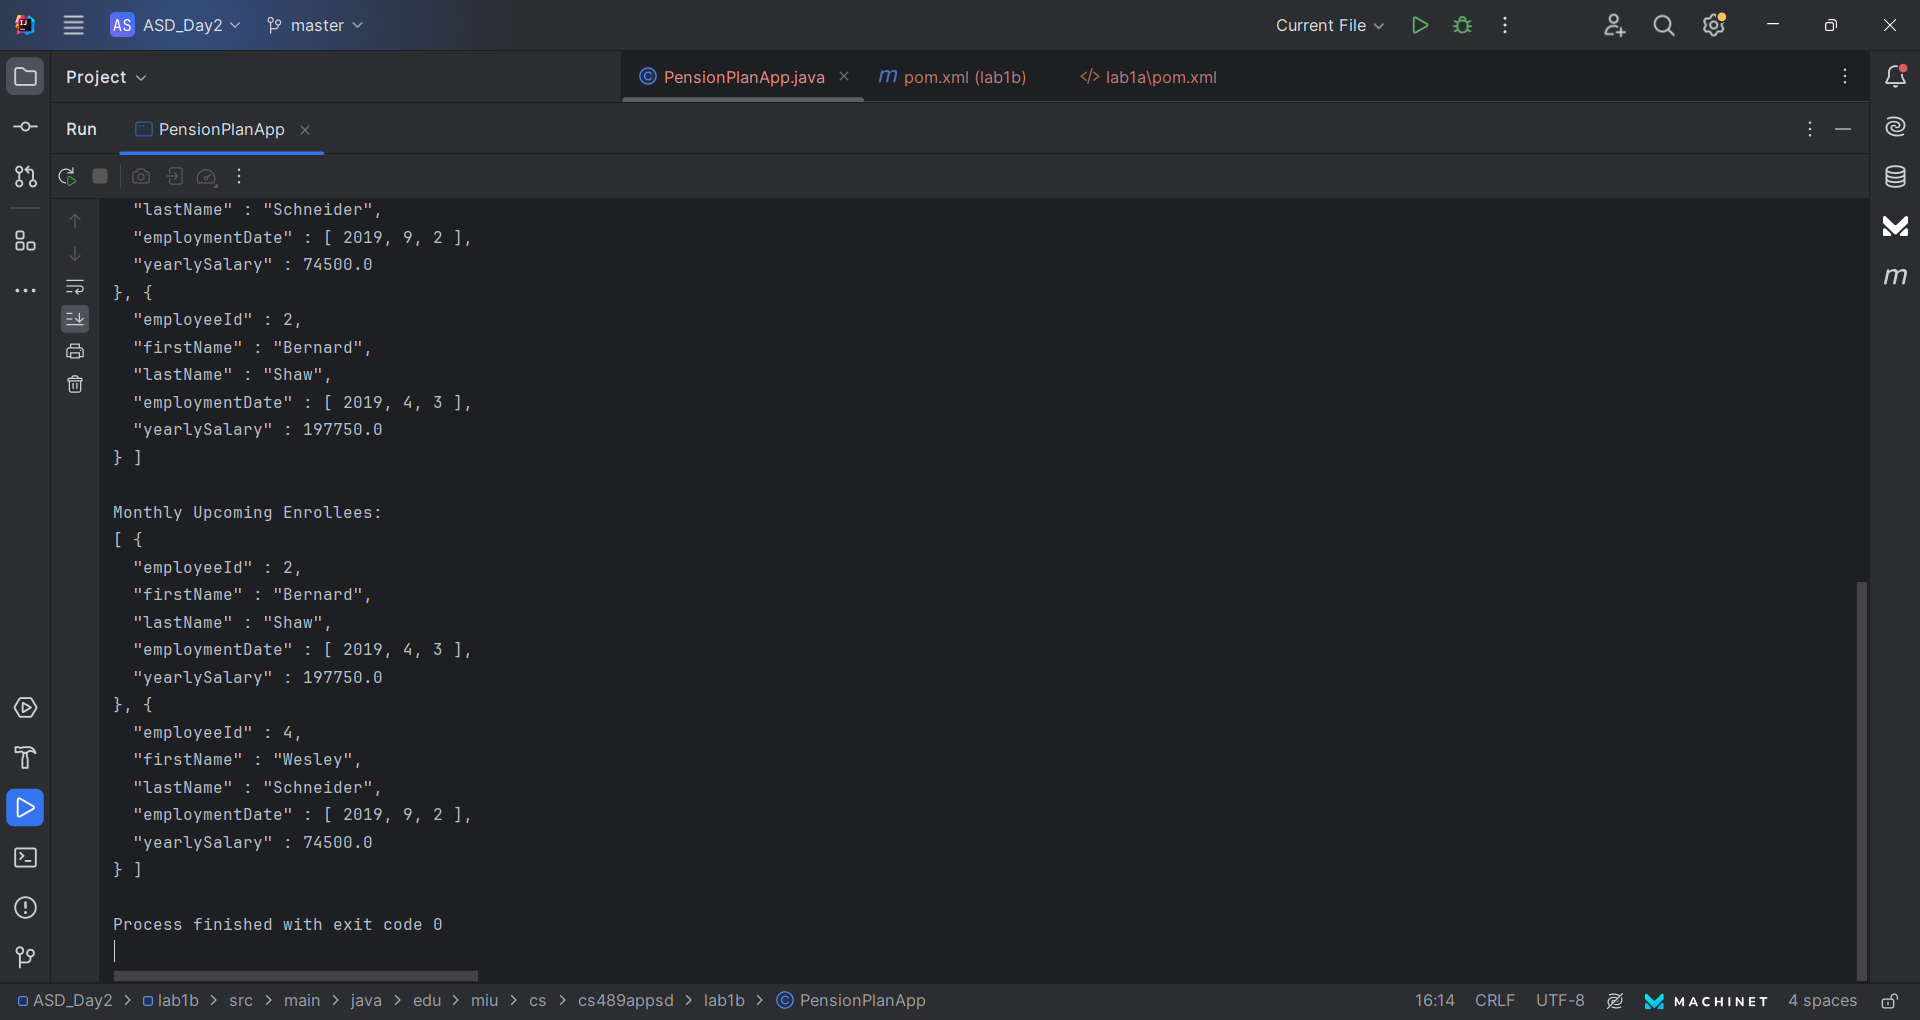 AS ASD_Day2 master Current File
Project PensionPlanApp.java m pom.xml (lab1b) </> lab1a\pom.xml
Run PensionPlanApp
"lastName" : "Schneider",
"employmentDate" : [ 2019, 9, 2 ],
"yearlySalary" : 74500.0
}, {
"employeeId" : 2,
"firstName" : "Bernard",
"lastName" : "Shaw",
"employmentDate" : [ 2019, 4, 3 ],
"yearlySalary" : 197750.0
} ]
Monthly Upcoming Enrollees:
[ {
"employeeId" : 2,
"firstName" : "Bernard",
"lastName" : "Shaw",
"employmentDate" : [ 2019, 4, 3 ],
"yearlySalary" : 197750.0
}, {
"employeeId" : 4,
"firstName" : "Wesley",
"lastName" : "Schneider",
"employmentDate" : [ 2019, 9, 2 ],
"yearlySalary" : 74500.0
} ]
Process finished with exit code 0
ASD_Day2 > lab1b > src > main > java > edu > miu > cs > cs489appsd > lab1b > PensionPlanApp 16:14 CRLF UTF-8 MACHINET 4 spaces